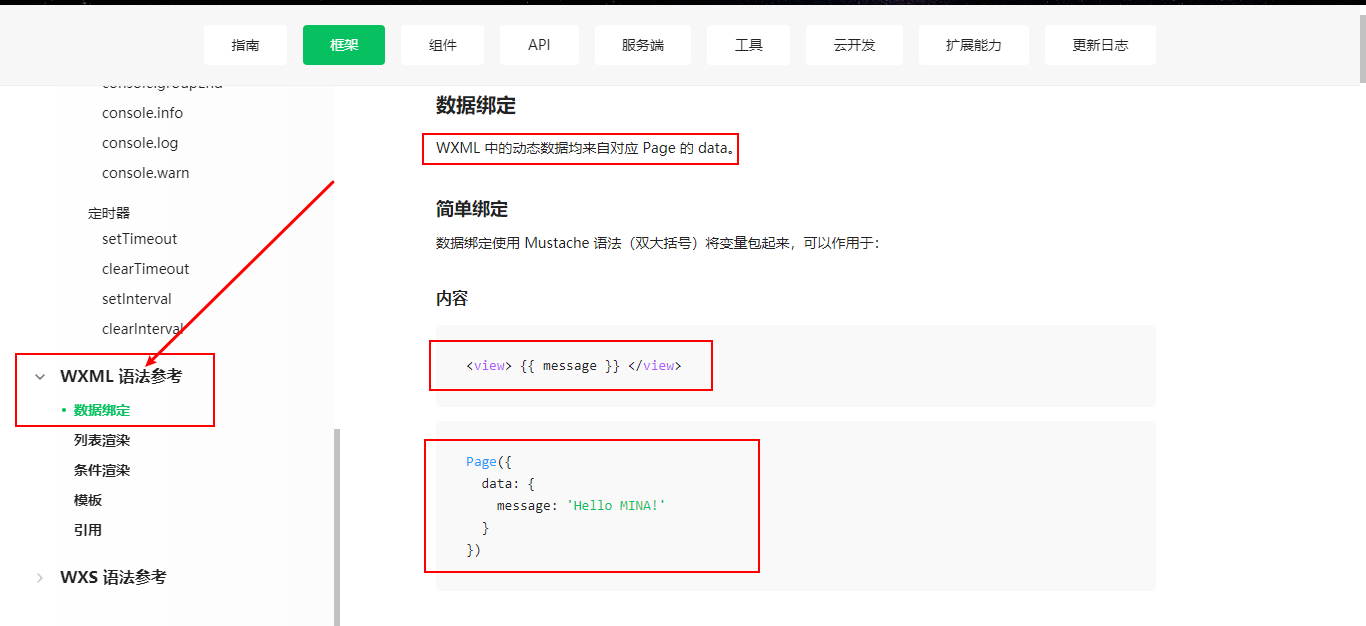 指南
框架
组件
API
服务端
工具
云开发
扩展能力
更新日志
console.groupEnd
console.info
console.log
console.warn
定时器
setTimeout
clearTimeout
setInterval
clearInterval
WXML 语法参考
数据绑定
列表渲染
条件渲染
模板
引用
WXS 语法参考
数据绑定
WXML 中的动态数据均来自对应 Page 的 data。
简单绑定
数据绑定使用 Mustache 语法（双大括号）将变量包起来，可以作用于：
内容
<view> {{ message }} </view>
Page({
data: {
message: 'Hello MINA!'
}
})